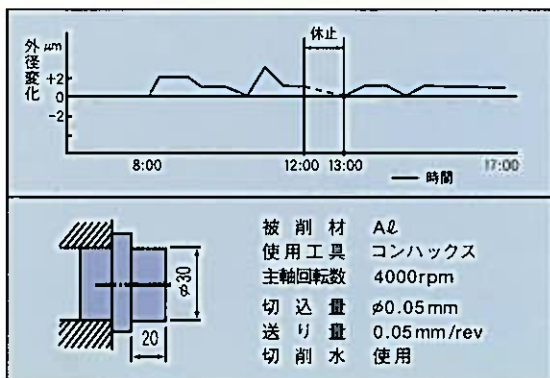 外径変化 μm
休止
+2
0
-2
8:00 12:00 13:00 17:00
時間
φ30
20
被削材 Aℓ
使用工具 コンパックス
主軸回転数 4000rpm
切込量 φ0.05mm
送り量 0.05mm/rev
切削水 使用